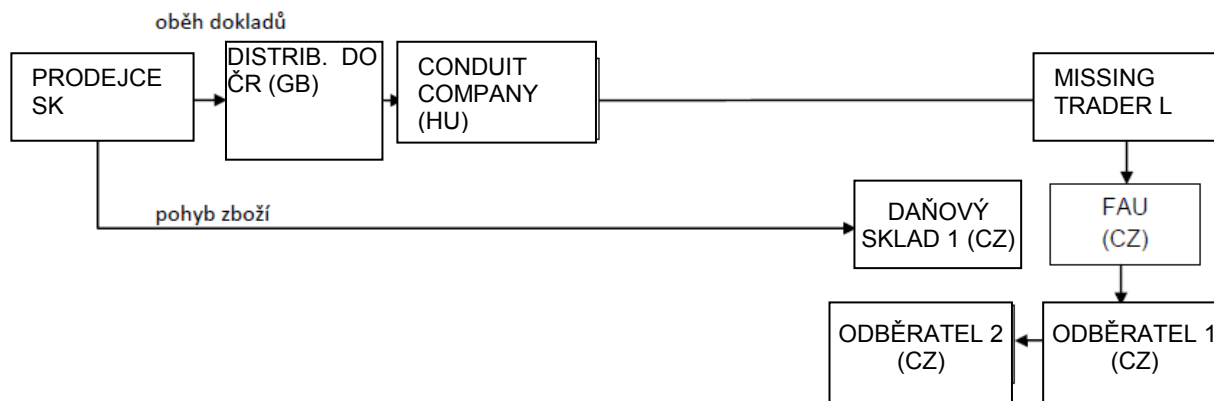 oběh dokladů
PRODEJCE
SK
DISTRIB. DO
ČR (GB)
CONDUIT
COMPANY
(HU)
MISSING
TRADER L
pohyb zboží
DAŇOVÝ
SKLAD 1 (CZ)
FAU
(CZ)
ODBĚRATEL 2
(CZ)
ODBĚRATEL 1
(CZ)